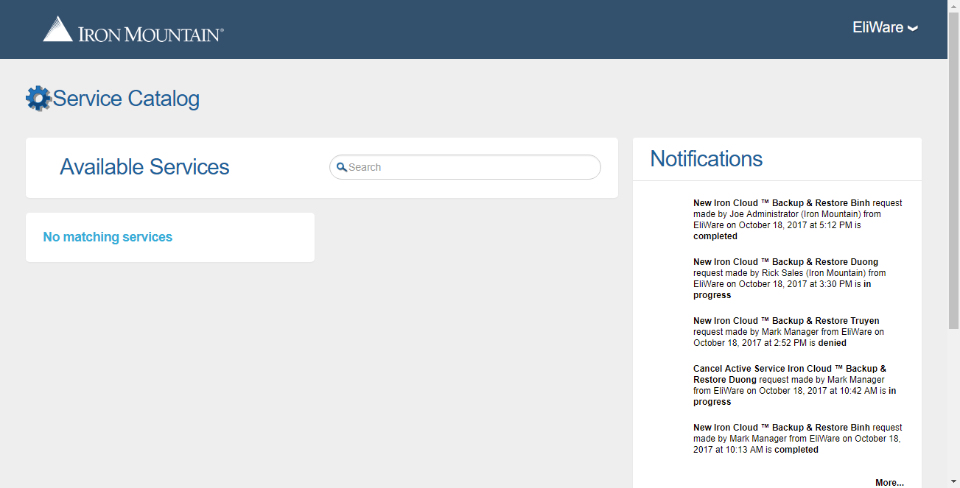 IRON MOUNTAIN®
EliWare
Service Catalog
Available Services
Search
No matching services
Notifications
New Iron Cloud ™ Backup & Restore Binh request
made by Joe Administrator (Iron Mountain) from
EliWare on October 18, 2017 at 5:12 PM is
completed
New Iron Cloud ™ Backup & Restore Duong
request made by Rick Sales (Iron Mountain) from
EliWare on October 18, 2017 at 3:30 PM is in
progress
New Iron Cloud ™ Backup & Restore Truyen
request made by Mark Manager from EliWare on
October 18, 2017 at 2:52 PM is denied
Cancel Active Service Iron Cloud ™ Backup &
Restore Duong request made by Mark Manager
from EliWare on October 18, 2017 at 10:42 AM is in
progress
New Iron Cloud ™ Backup & Restore Binh request
made by Mark Manager from EliWare on October 18,
2017 at 10:13 AM is completed
More...